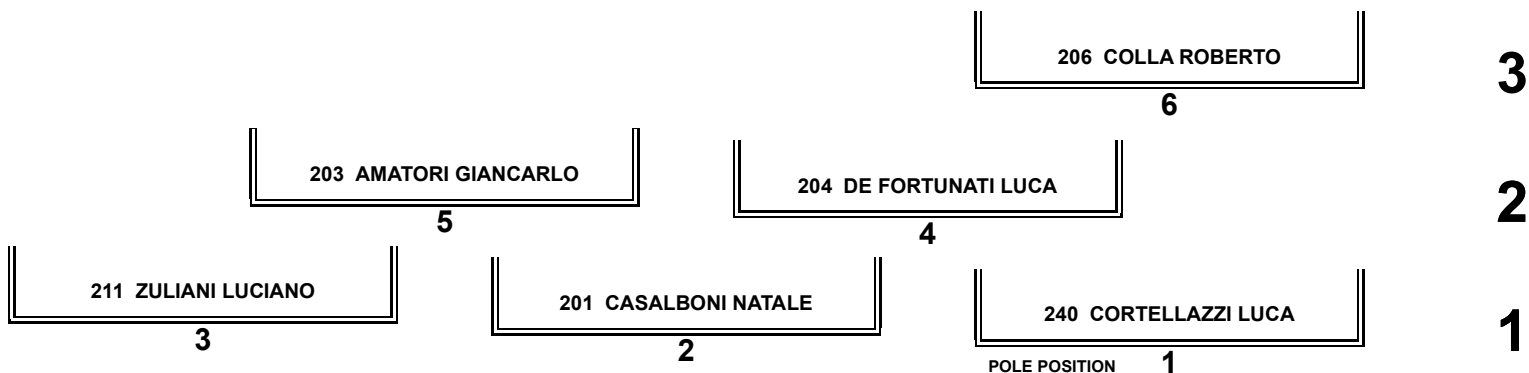 206 COLLA ROBERTO
3
6
203 AMATORI GIANCARLO
204 DE FORTUNATI LUCA
2
5
4
211 ZULIANI LUCIANO
201 CASALBONI NATALE
240 CORTELLAZZI LUCA
1
3
2
POLE POSITION 1